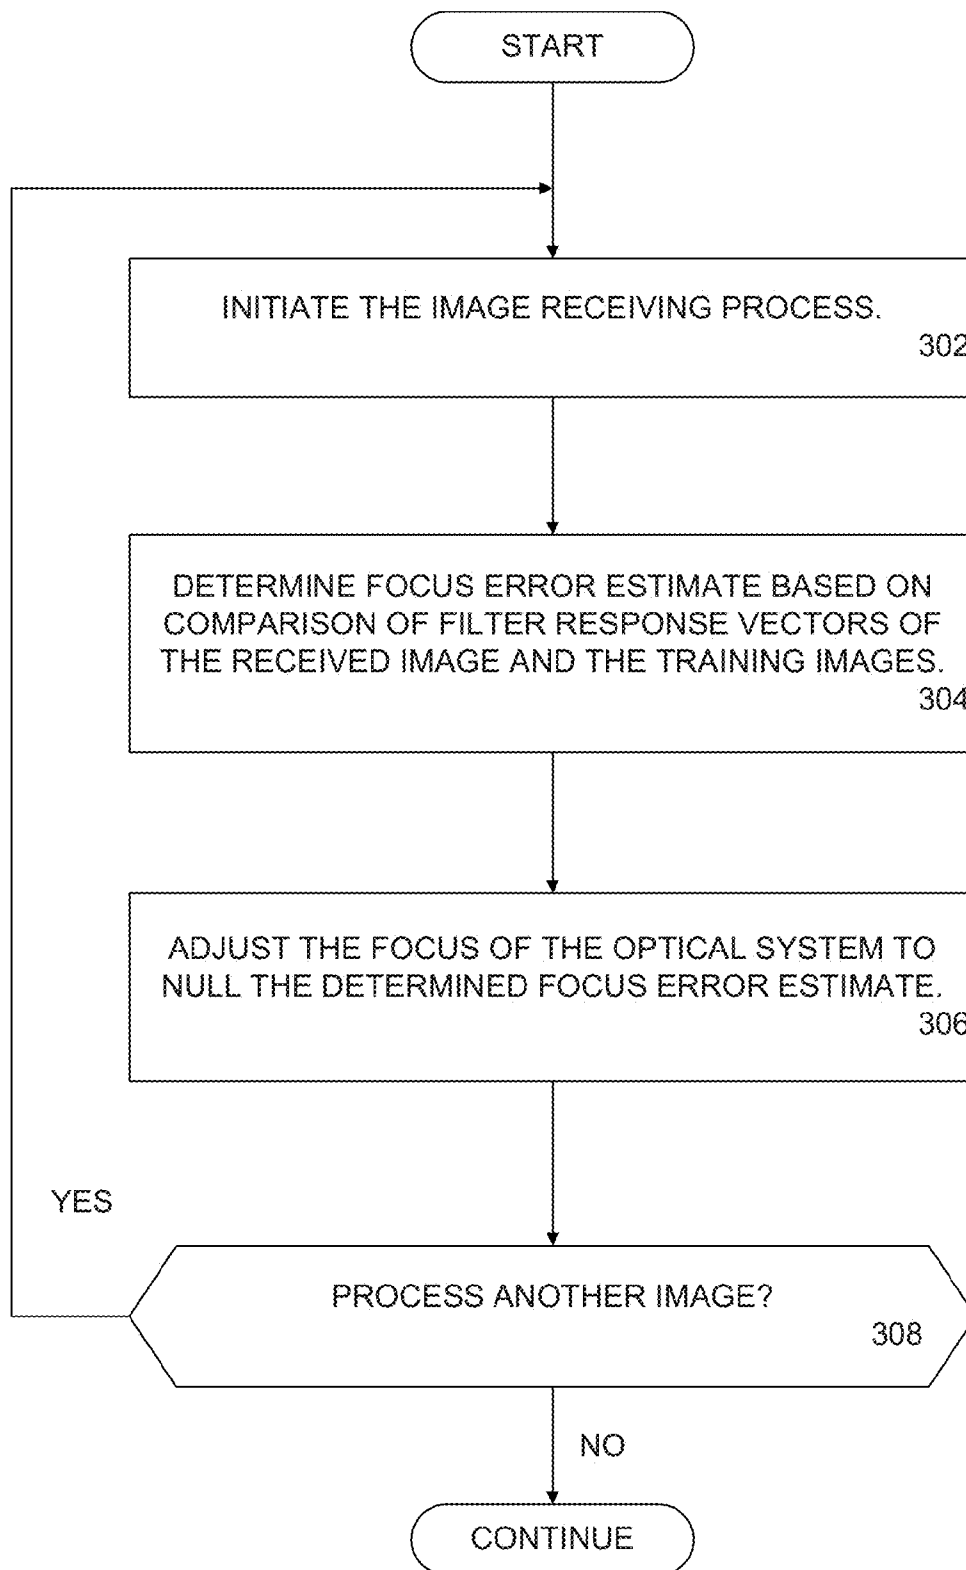 START
INITIATE THE IMAGE RECEIVING PROCESS.
302
DETERMINE FOCUS ERROR ESTIMATE BASED ON
COMPARISON OF FILTER RESPONSE VECTORS OF
THE RECEIVED IMAGE AND THE TRAINING IMAGES.
304
ADJUST THE FOCUS OF THE OPTICAL SYSTEM TO
NULL THE DETERMINED FOCUS ERROR ESTIMATE.
306
YES
PROCESS ANOTHER IMAGE?
308
NO
CONTINUE